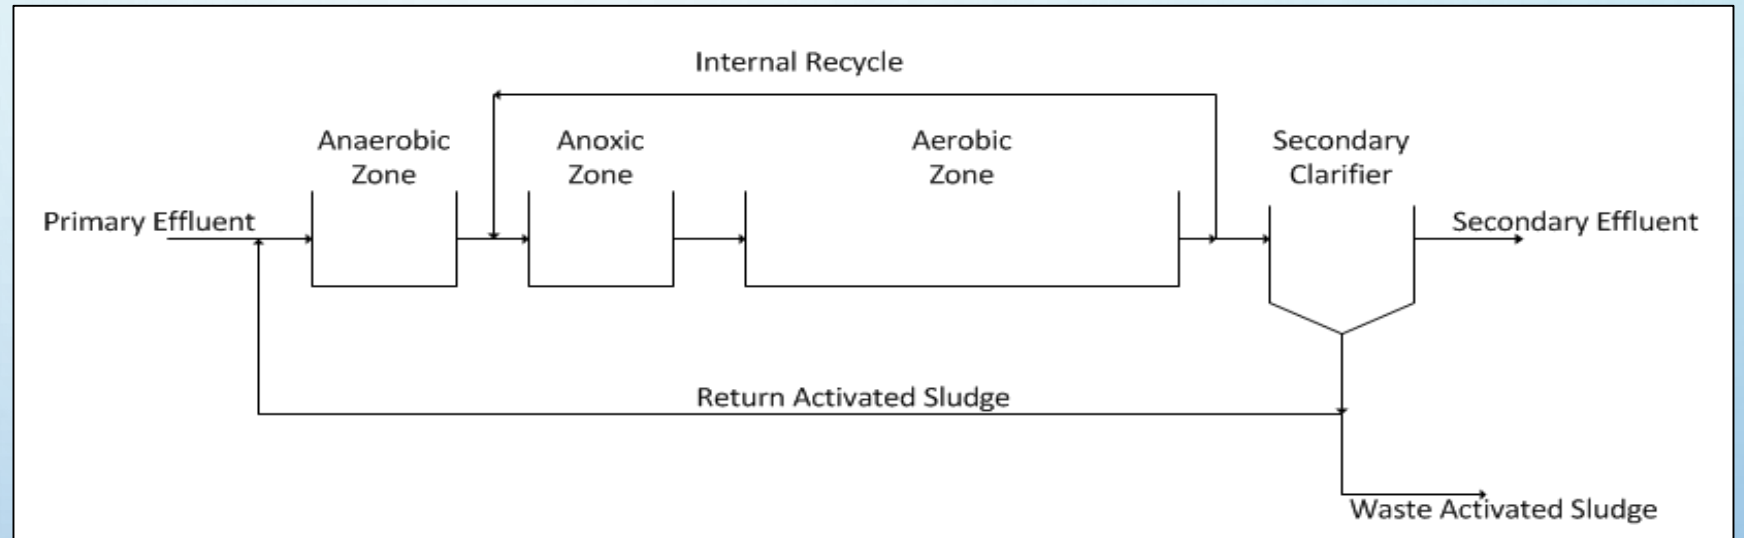 Internal Recycle
Anaerobic
Zone
Anoxic
Zone
Aerobic
Zone
Secondary
Clarifier
Primary Effluent
Secondary Effluent
Return Activated Sludge
Waste Activated Sludge